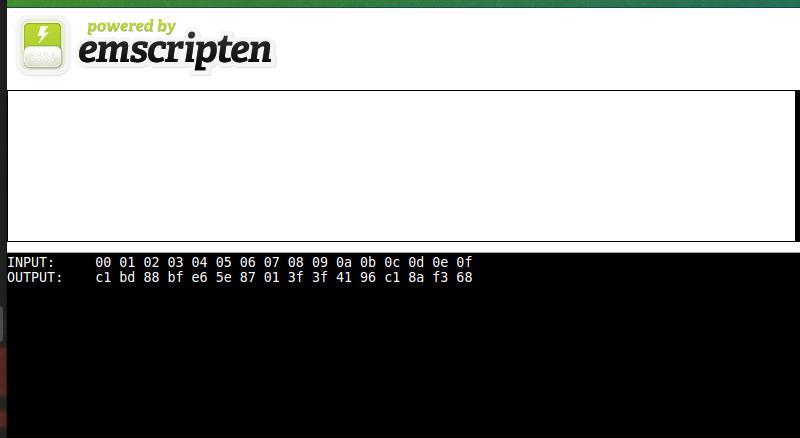 powered by
emscripten
INPUT: 00 01 02 03 04 05 06 07 08 09 0a 0b 0c 0d 0e 0f
OUTPUT: c1 bd 88 bf e6 5e 87 01 3f 3f 41 96 c1 8a f3 68